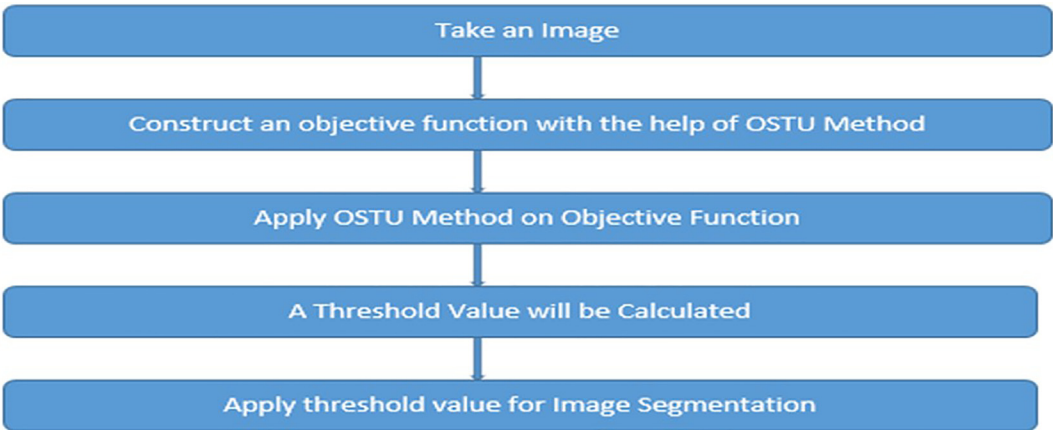 Take an Image
Construct an objective function with the help of OSTU Method
Apply OSTU Method on Objective Function
A Threshold Value will be Calculated
Apply threshold value for Image Segmentation